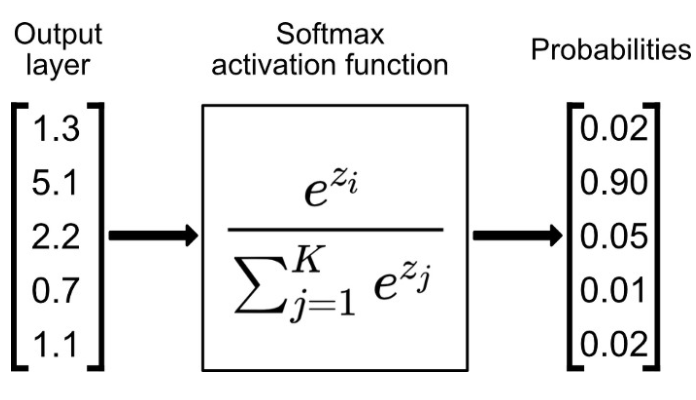 Output
layer
Softmax
activation function
Probabilities
1.3
5.1
2.2
0.7
1.1
e^{z_i}
∑_{j=1}^{K} e^{z_j}
0.02
0.90
0.05
0.01
0.02